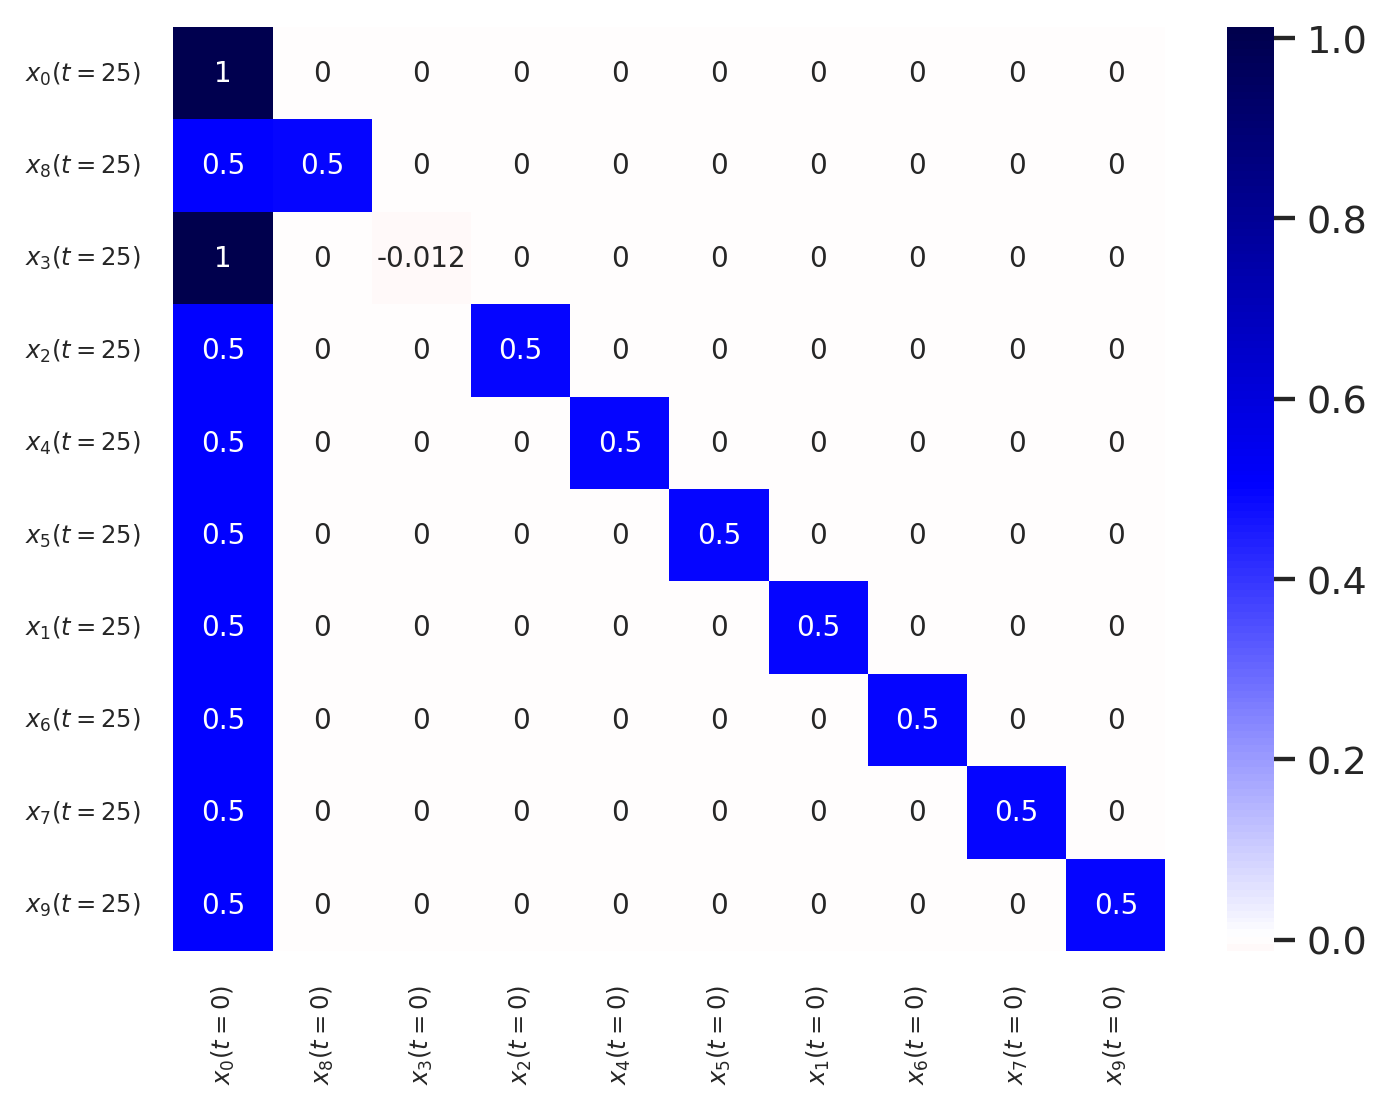 x₀(t = 25) 1 0 0 0 0 0 0 0 0 0
x₈(t = 25) 0.5 0.5 0 0 0 0 0 0 0 0
x₃(t = 25) 1 0 -0.012 0 0 0 0 0 0 0
x₂(t = 25) 0.5 0 0 0.5 0 0 0 0 0 0
x₄(t = 25) 0.5 0 0 0 0.5 0 0 0 0 0
x₅(t = 25) 0.5 0 0 0 0 0.5 0 0 0 0
x₁(t = 25) 0.5 0 0 0 0 0 0.5 0 0 0
x₆(t = 25) 0.5 0 0 0 0 0 0 0.5 0 0
x₇(t = 25) 0.5 0 0 0 0 0 0 0 0.5 0
x₉(t = 25) 0.5 0 0 0 0 0 0 0 0 0.5
x₀(t = 0)
x₈(t = 0)
x₃(t = 0)
x₂(t = 0)
x₄(t = 0)
x₅(t = 0)
x₁(t = 0)
x₆(t = 0)
x₇(t = 0)
x₉(t = 0)
1.0
0.8
0.6
0.4
0.2
0.0